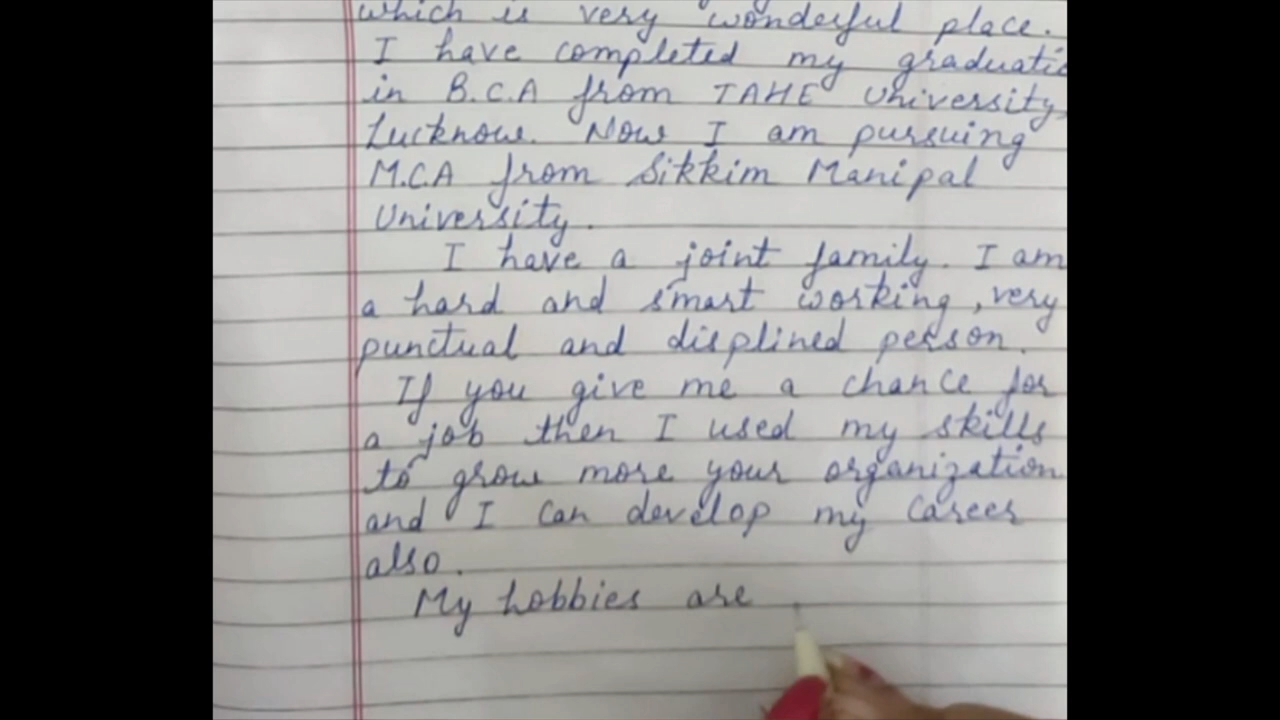 which is very wonderful place.
I have completed my graduatio
in B.C.A from IAHE University
Lucknow. Now I am pursuing
M.C.A from Sikkim Manipal
University.
I have a joint family. I am
a hard and smart working, very
punctual and displined person.
If you give me a chance for
a job then I used my skills
to grow more your organization
and I can develop my career
also.
My hobbies are